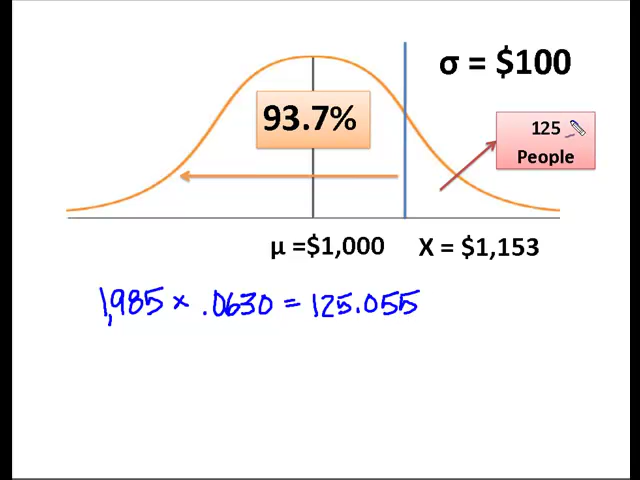 σ = $100
93.7%
125
People
μ =$1,000
X = $1,153
1,985 × .0630 = 125.055